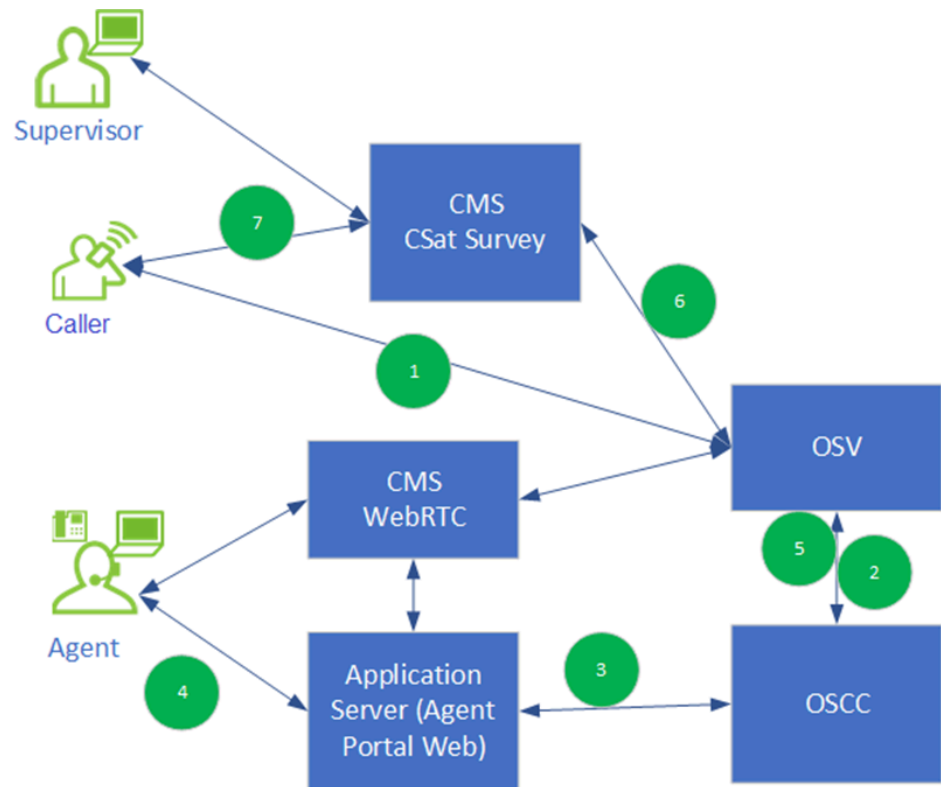 Supervisor
CMS
CSat Survey
7
Caller
6
1
OSV
CMS
WebRTC
5
2
Agent
4
Application
Server (Agent
Portal Web)
3
OSCC